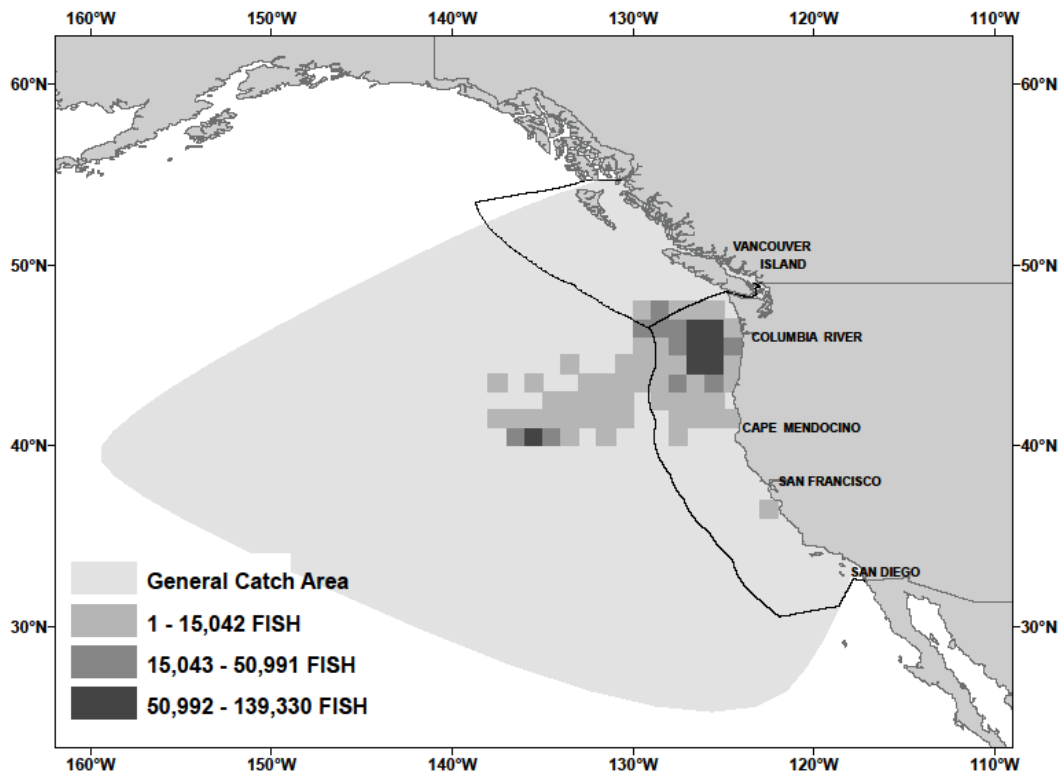 160°W 150°W 140°W 130°W 120°W 110°W
60°N 60°N
VANCOUVER
ISLAND
50°N 50°N
COLUMBIA RIVER
CAPE MENDOCINO
40°N 40°N
SAN FRANCISCO
SAN DIEGO
General Catch Area
1 - 15,042 FISH
30°N 30°N
15,043 - 50,991 FISH
50,992 - 139,330 FISH
160°W 150°W 140°W 130°W 120°W 110°W